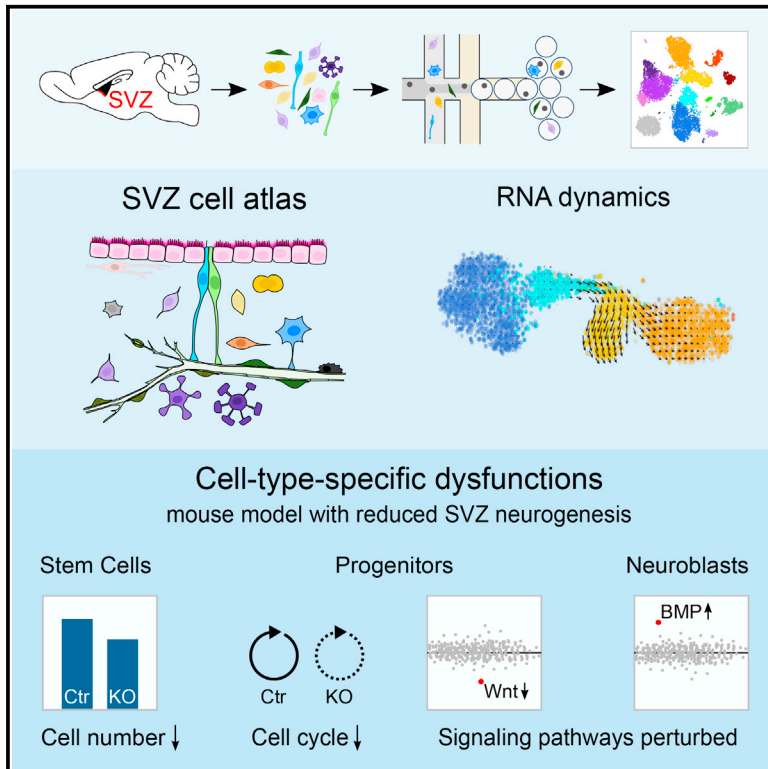 SVZ
SVZ cell atlas
RNA dynamics
Cell-type-specific dysfunctions
mouse model with reduced SVZ neurogenesis
Stem Cells
Progenitors
Neuroblasts
Ctr KO
Ctr KO
Wnt↓
BMP↑
Cell number ↓
Cell cycle ↓
Signaling pathways perturbed